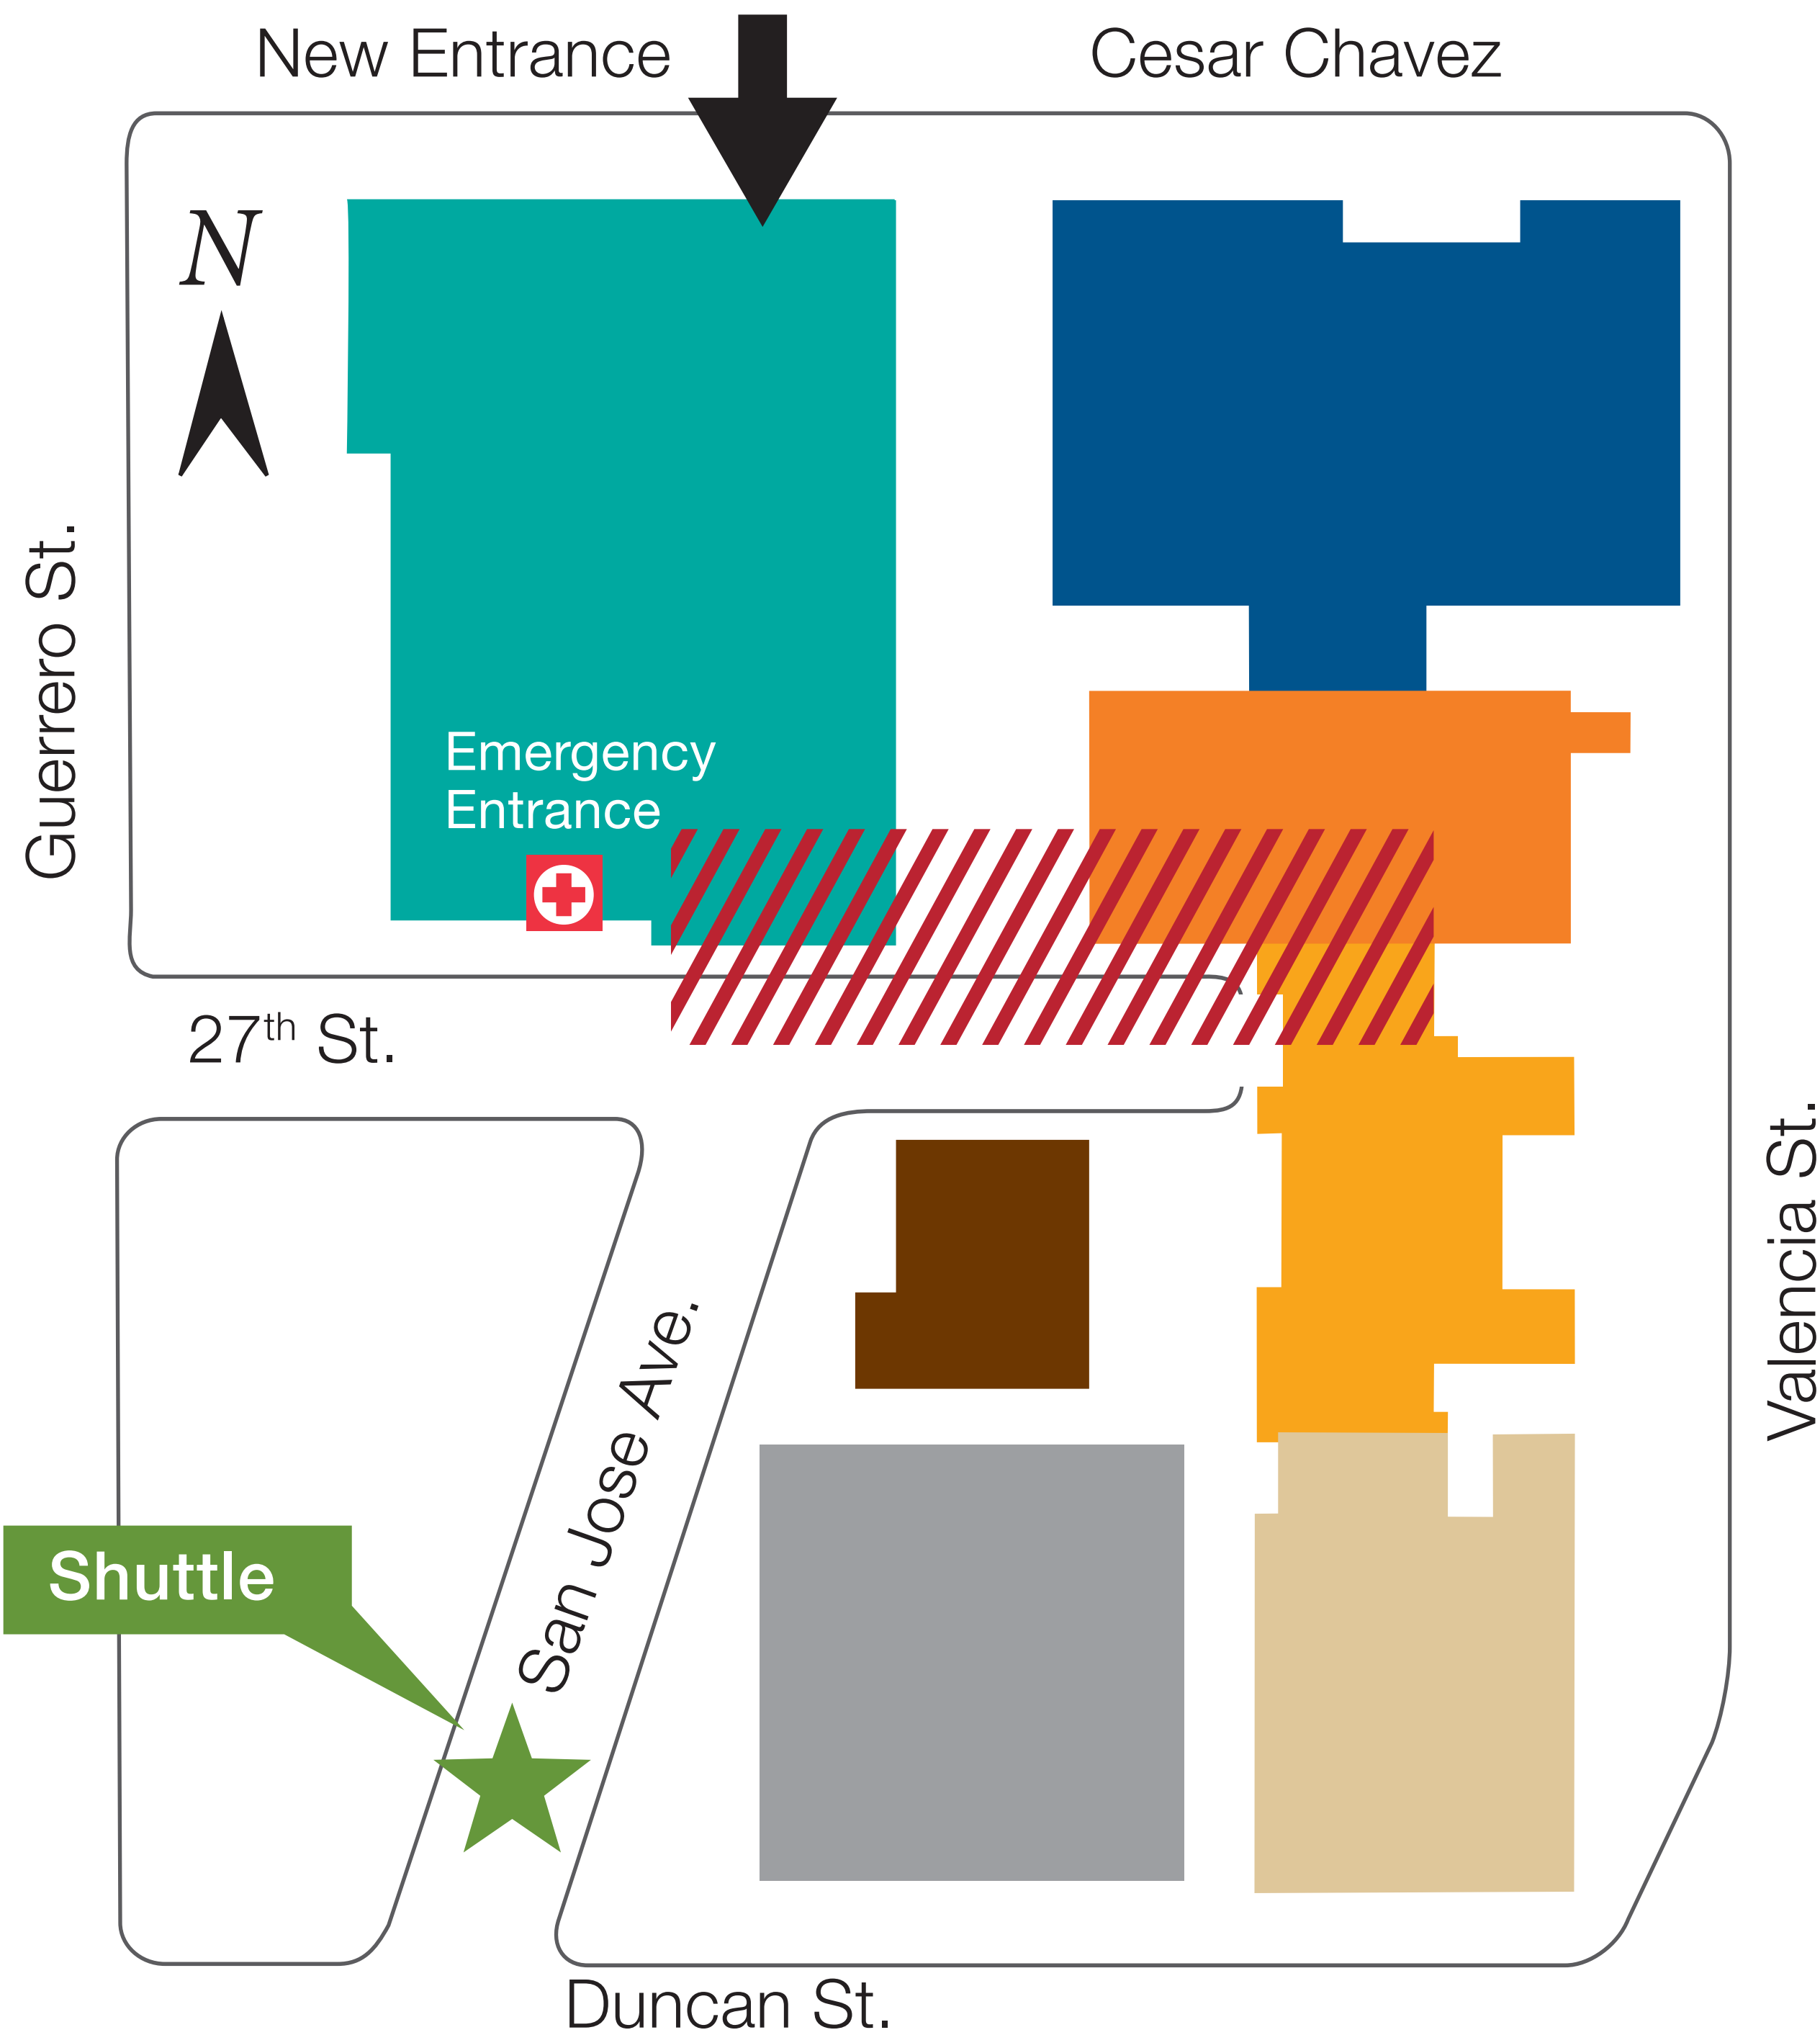 New Entrance
Cesar Chavez
N
Guerrero St.
Emergency
Entrance
27th St.
Valencia St.
San Jose Ave.
Shuttle
Duncan St.